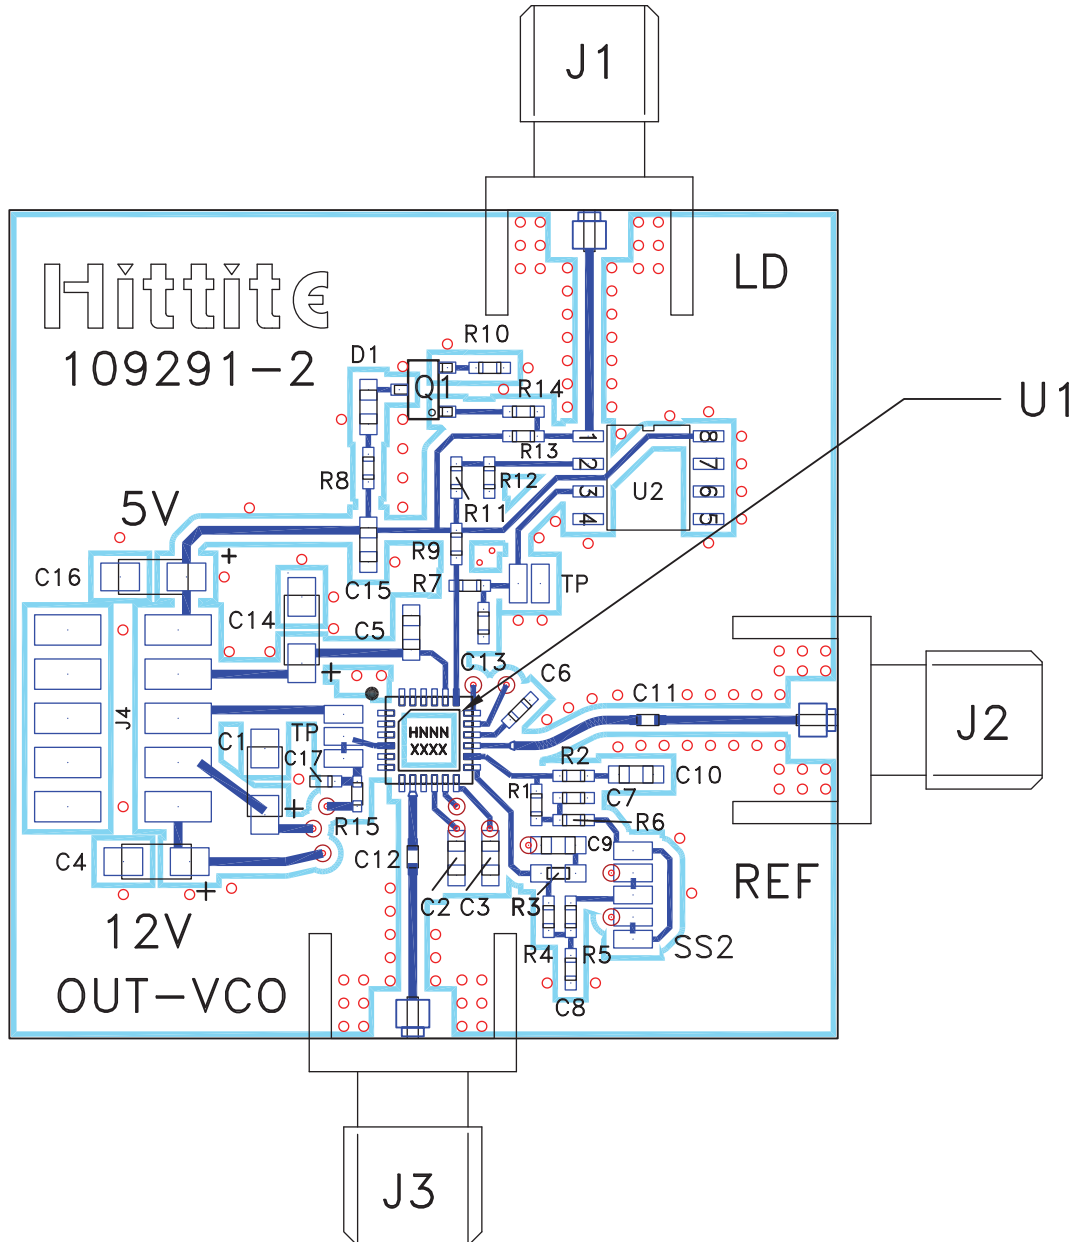 J1
LD
Hittite
109291-2
R10
D1
Q1
R14
U1
1
8
R13
2
R12
7
R8
U2
3
6
5V
R11
4
5
+
R9
C16
C15
R7
TP
C14
C5
C13
C6
+
C11
J4
HNNN
XXXX
J2
C1
TP
C17
R2
C10
R1
C7
+
R15
R6
C9
C4
C12
+
C2
C3
R3
REF
12V
R4
R5
SS2
OUT-VCO
C8
J3